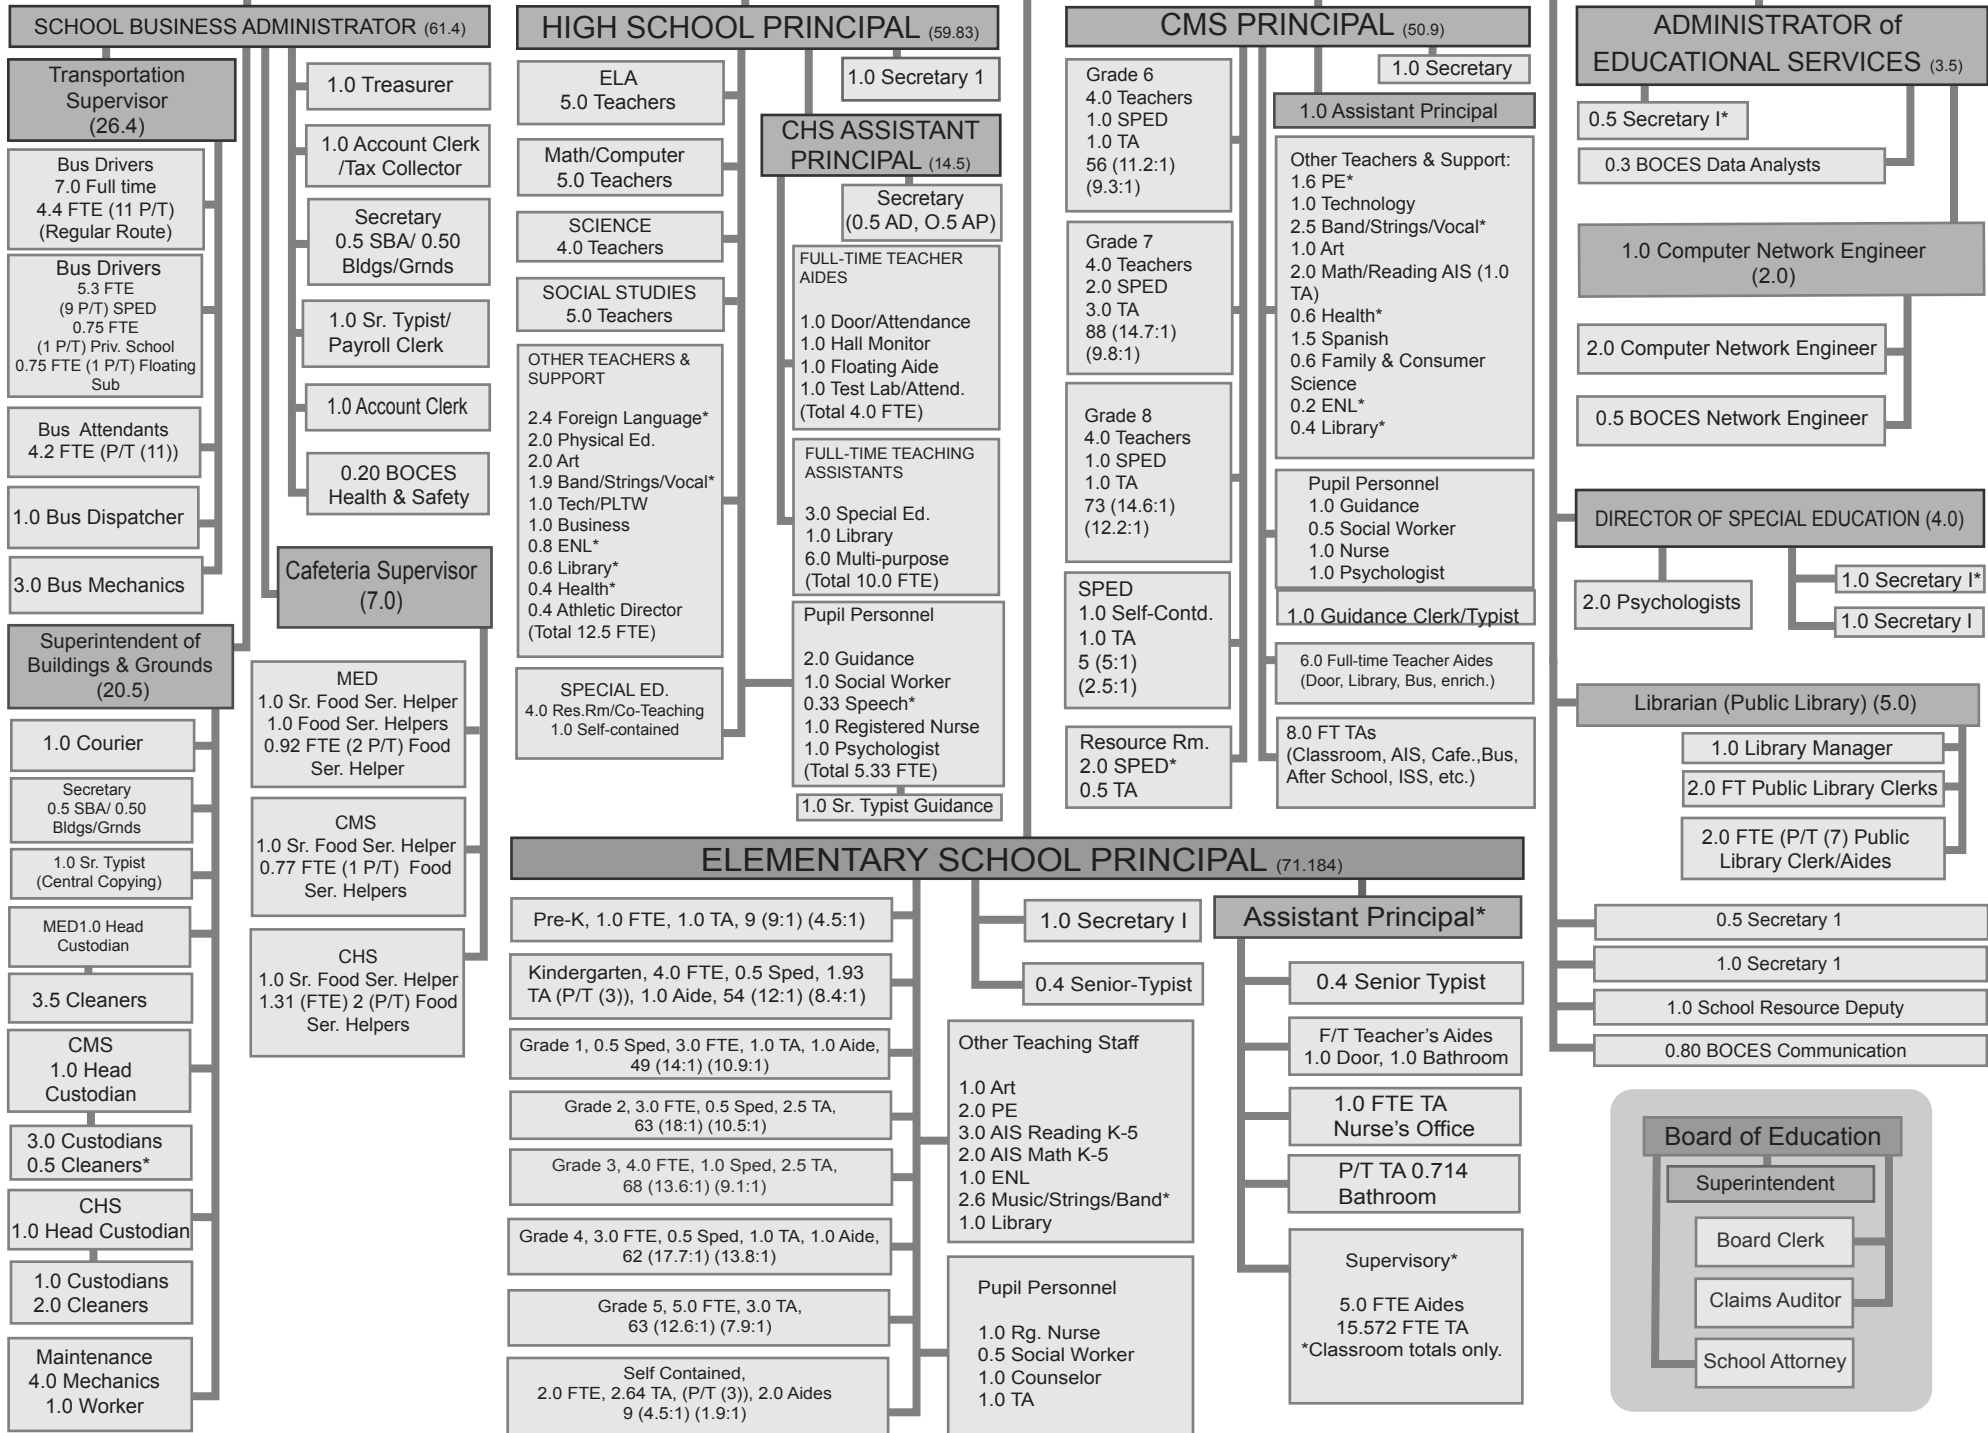 SCHOOL BUSINESS ADMINISTRATOR (61.4)
Transportation
Supervisor
(26.4)
Bus Drivers
7.0 Full time
4.4 FTE (11 P/T)
(Regular Route)
Bus Drivers
5.3 FTE
(9 P/T) SPED
0.75 FTE
(1 P/T) Priv. School
0.75 FTE (1 P/T) Floating
Sub
Bus Attendants
4.2 FTE (P/T (11))
1.0 Bus Dispatcher
3.0 Bus Mechanics
Superintendent of
Buildings & Grounds
(20.5)
1.0 Courier
Secretary
0.5 SBA/ 0.50
Bldgs/Grnds
1.0 Sr. Typist
(Central Copying)
MED1.0 Head
Custodian
3.5 Cleaners
CMS
1.0 Head
Custodian
3.0 Custodians
0.5 Cleaners*
CHS
1.0 Head Custodian
1.0 Custodians
2.0 Cleaners
Maintenance
4.0 Mechanics
1.0 Worker
1.0 Treasurer
1.0 Account Clerk
/Tax Collector
Secretary
0.5 SBA/ 0.50
Bldgs/Grnds
1.0 Sr. Typist/
Payroll Clerk
1.0 Account Clerk
0.20 BOCES
Health & Safety
Cafeteria Supervisor
(7.0)
MED
1.0 Sr. Food Ser. Helper
1.0 Food Ser. Helpers
0.92 FTE (2 P/T) Food
Ser. Helper
CMS
1.0 Sr. Food Ser. Helper
0.77 FTE (1 P/T) Food
Ser. Helpers
CHS
1.0 Sr. Food Ser. Helper
1.31 (FTE) 2 (P/T) Food
Ser. Helpers
HIGH SCHOOL PRINCIPAL (59.83)
ELA
5.0 Teachers
Math/Computer
5.0 Teachers
SCIENCE
4.0 Teachers
SOCIAL STUDIES
5.0 Teachers
OTHER TEACHERS &
SUPPORT
2.4 Foreign Language*
2.0 Physical Ed.
2.0 Art
1.9 Band/Strings/Vocal*
1.0 Tech/PLTW
1.0 Business
0.8 ENL*
0.6 Library*
0.4 Health*
0.4 Athletic Director
(Total 12.5 FTE)
SPECIAL ED.
4.0 Res.Rm/Co-Teaching
1.0 Self-contained
1.0 Secretary 1
CHS ASSISTANT
PRINCIPAL (14.5)
Secretary
(0.5 AD, O.5 AP)
FULL-TIME TEACHER
AIDES
1.0 Door/Attendance
1.0 Hall Monitor
1.0 Floating Aide
1.0 Test Lab/Attend.
(Total 4.0 FTE)
FULL-TIME TEACHING
ASSISTANTS
3.0 Special Ed.
1.0 Library
6.0 Multi-purpose
(Total 10.0 FTE)
Pupil Personnel
2.0 Guidance
1.0 Social Worker
0.33 Speech*
1.0 Registered Nurse
1.0 Psychologist
(Total 5.33 FTE)
1.0 Sr. Typist Guidance
CMS PRINCIPAL (50.9)
Grade 6
4.0 Teachers
1.0 SPED
1.0 TA
56 (11.2:1)
(9.3:1)
Grade 7
4.0 Teachers
2.0 SPED
3.0 TA
88 (14.7:1)
(9.8:1)
Grade 8
4.0 Teachers
1.0 SPED
1.0 TA
73 (14.6:1)
(12.2:1)
SPED
1.0 Self-Contd.
1.0 TA
5 (5:1)
(2.5:1)
Resource Rm.
2.0 SPED*
0.5 TA
1.0 Secretary
1.0 Assistant Principal
Other Teachers & Support:
1.6 PE*
1.0 Technology
2.5 Band/Strings/Vocal*
1.0 Art
2.0 Math/Reading AIS (1.0
TA)
0.6 Health*
1.5 Spanish
0.6 Family & Consumer
Science
0.2 ENL*
0.4 Library*
Pupil Personnel
1.0 Guidance
0.5 Social Worker
1.0 Nurse
1.0 Psychologist
1.0 Guidance Clerk/Typist
6.0 Full-time Teacher Aides
(Door, Library, Bus, enrich.)
8.0 FT TAs
(Classroom, AIS, Cafe.,Bus,
After School, ISS, etc.)
ELEMENTARY SCHOOL PRINCIPAL (71.184)
Pre-K, 1.0 FTE, 1.0 TA, 9 (9:1) (4.5:1)
Kindergarten, 4.0 FTE, 0.5 Sped, 1.93
TA (P/T (3)), 1.0 Aide, 54 (12:1) (8.4:1)
Grade 1, 0.5 Sped, 3.0 FTE, 1.0 TA, 1.0 Aide,
49 (14:1) (10.9:1)
Grade 2, 3.0 FTE, 0.5 Sped, 2.5 TA,
63 (18:1) (10.5:1)
Grade 3, 4.0 FTE, 1.0 Sped, 2.5 TA,
68 (13.6:1) (9.1:1)
Grade 4, 3.0 FTE, 0.5 Sped, 1.0 TA, 1.0 Aide,
62 (17.7:1) (13.8:1)
Grade 5, 5.0 FTE, 3.0 TA,
63 (12.6:1) (7.9:1)
Self Contained,
2.0 FTE, 2.64 TA, (P/T (3)), 2.0 Aides
9 (4.5:1) (1.9:1)
1.0 Secretary I
0.4 Senior-Typist
Other Teaching Staff
1.0 Art
2.0 PE
3.0 AIS Reading K-5
2.0 AIS Math K-5
1.0 ENL
2.6 Music/Strings/Band*
1.0 Library
Pupil Personnel
1.0 Rg. Nurse
0.5 Social Worker
1.0 Counselor
1.0 TA
Assistant Principal*
0.4 Senior Typist
F/T Teacher’s Aides
1.0 Door, 1.0 Bathroom
1.0 FTE TA
Nurse’s Office
P/T TA 0.714
Bathroom
Supervisory*
5.0 FTE Aides
15.572 FTE TA
*Classroom totals only.
ADMINISTRATOR of
EDUCATIONAL SERVICES (3.5)
0.5 Secretary I*
0.3 BOCES Data Analysts
1.0 Computer Network Engineer
(2.0)
2.0 Computer Network Engineer
0.5 BOCES Network Engineer
DIRECTOR OF SPECIAL EDUCATION (4.0)
2.0 Psychologists
1.0 Secretary I*
1.0 Secretary I
Librarian (Public Library) (5.0)
1.0 Library Manager
2.0 FT Public Library Clerks
2.0 FTE (P/T (7) Public
Library Clerk/Aides
0.5 Secretary 1
1.0 Secretary 1
1.0 School Resource Deputy
0.80 BOCES Communication
Board of Education
Superintendent
Board Clerk
Claims Auditor
School Attorney